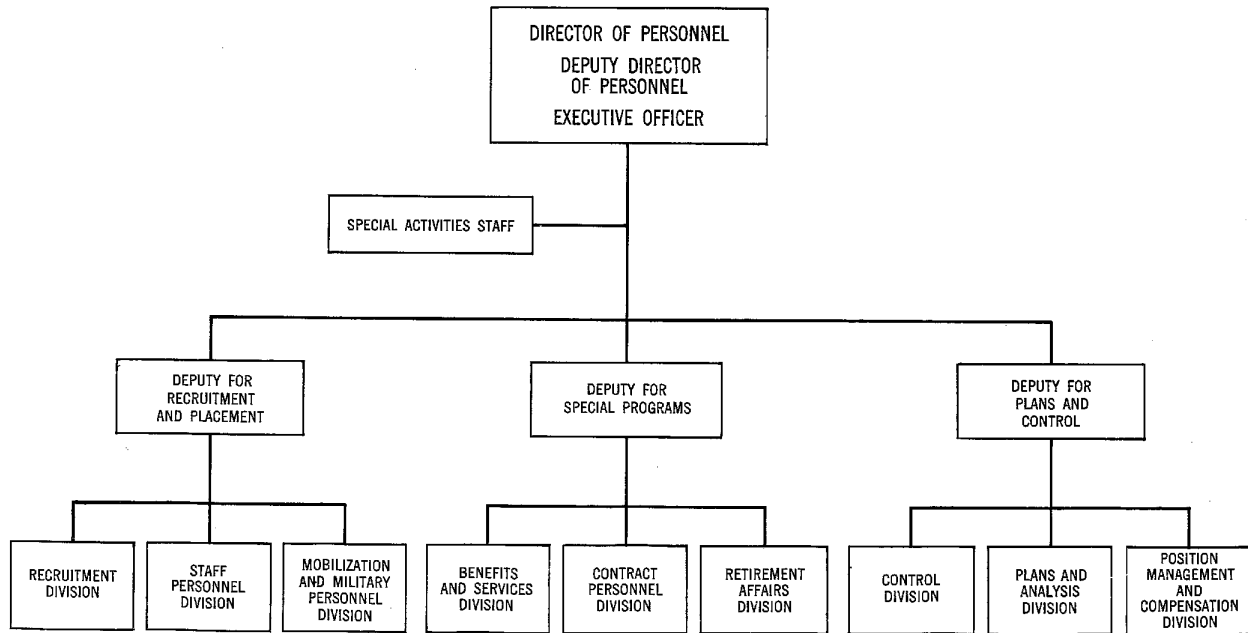 DIRECTOR OF PERSONNEL
DEPUTY DIRECTOR
OF PERSONNEL
EXECUTIVE OFFICER
SPECIAL ACTIVITIES STAFF
DEPUTY FOR
RECRUITMENT
AND PLACEMENT
DEPUTY FOR
SPECIAL PROGRAMS
DEPUTY FOR
PLANS AND
CONTROL
RECRUITMENT
DIVISION
STAFF
PERSONNEL
DIVISION
MOBILIZATION
AND MILITARY
PERSONNEL
DIVISION
BENEFITS
AND SERVICES
DIVISION
CONTRACT
PERSONNEL
DIVISION
RETIREMENT
AFFAIRS
DIVISION
CONTROL
DIVISION
PLANS AND
ANALYSIS
DIVISION
POSITION
MANAGEMENT
AND
COMPENSATION
DIVISION